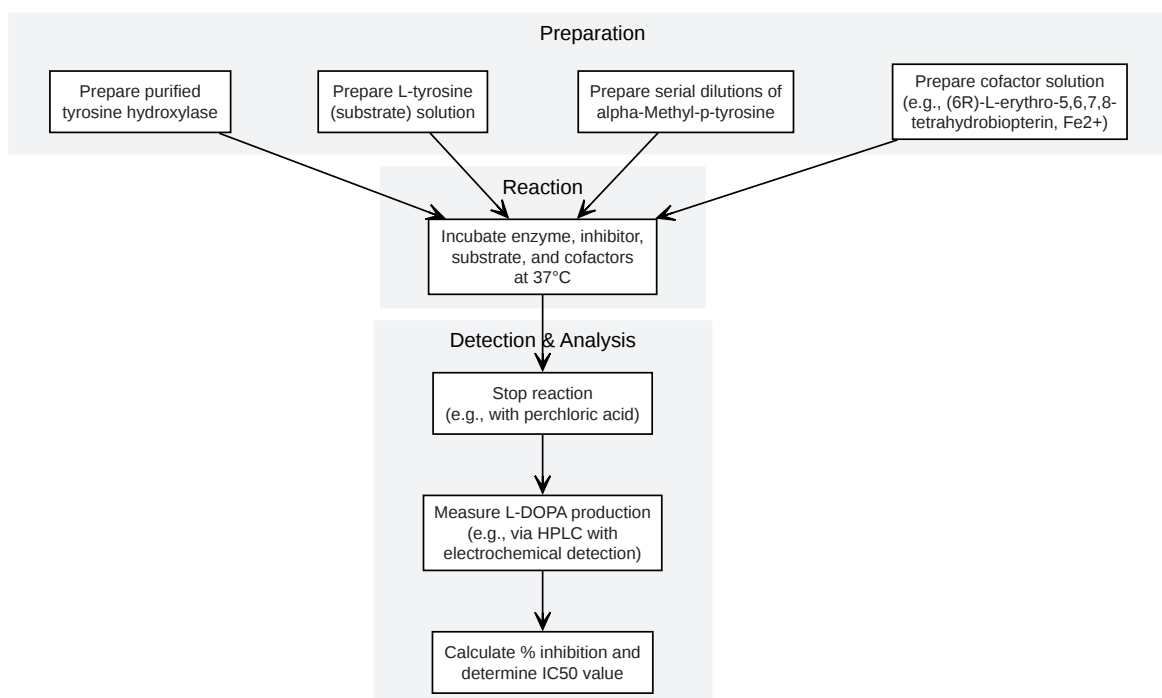 Preparation
Prepare purified
tyrosine hydroxylase
Prepare L-tyrosine
(substrate) solution
Prepare serial dilutions of
alpha-Methyl-p-tyrosine
Prepare cofactor solution
(e.g., (6R)-L-erythro-5,6,7,8-
tetrahydrobiopterin, Fe2+)
Reaction
Incubate enzyme, inhibitor,
substrate, and cofactors
at 37°C
Detection & Analysis
Stop reaction
(e.g., with perchloric acid)
Measure L-DOPA production
(e.g., via HPLC with
electrochemical detection)
Calculate % inhibition and
determine IC50 value